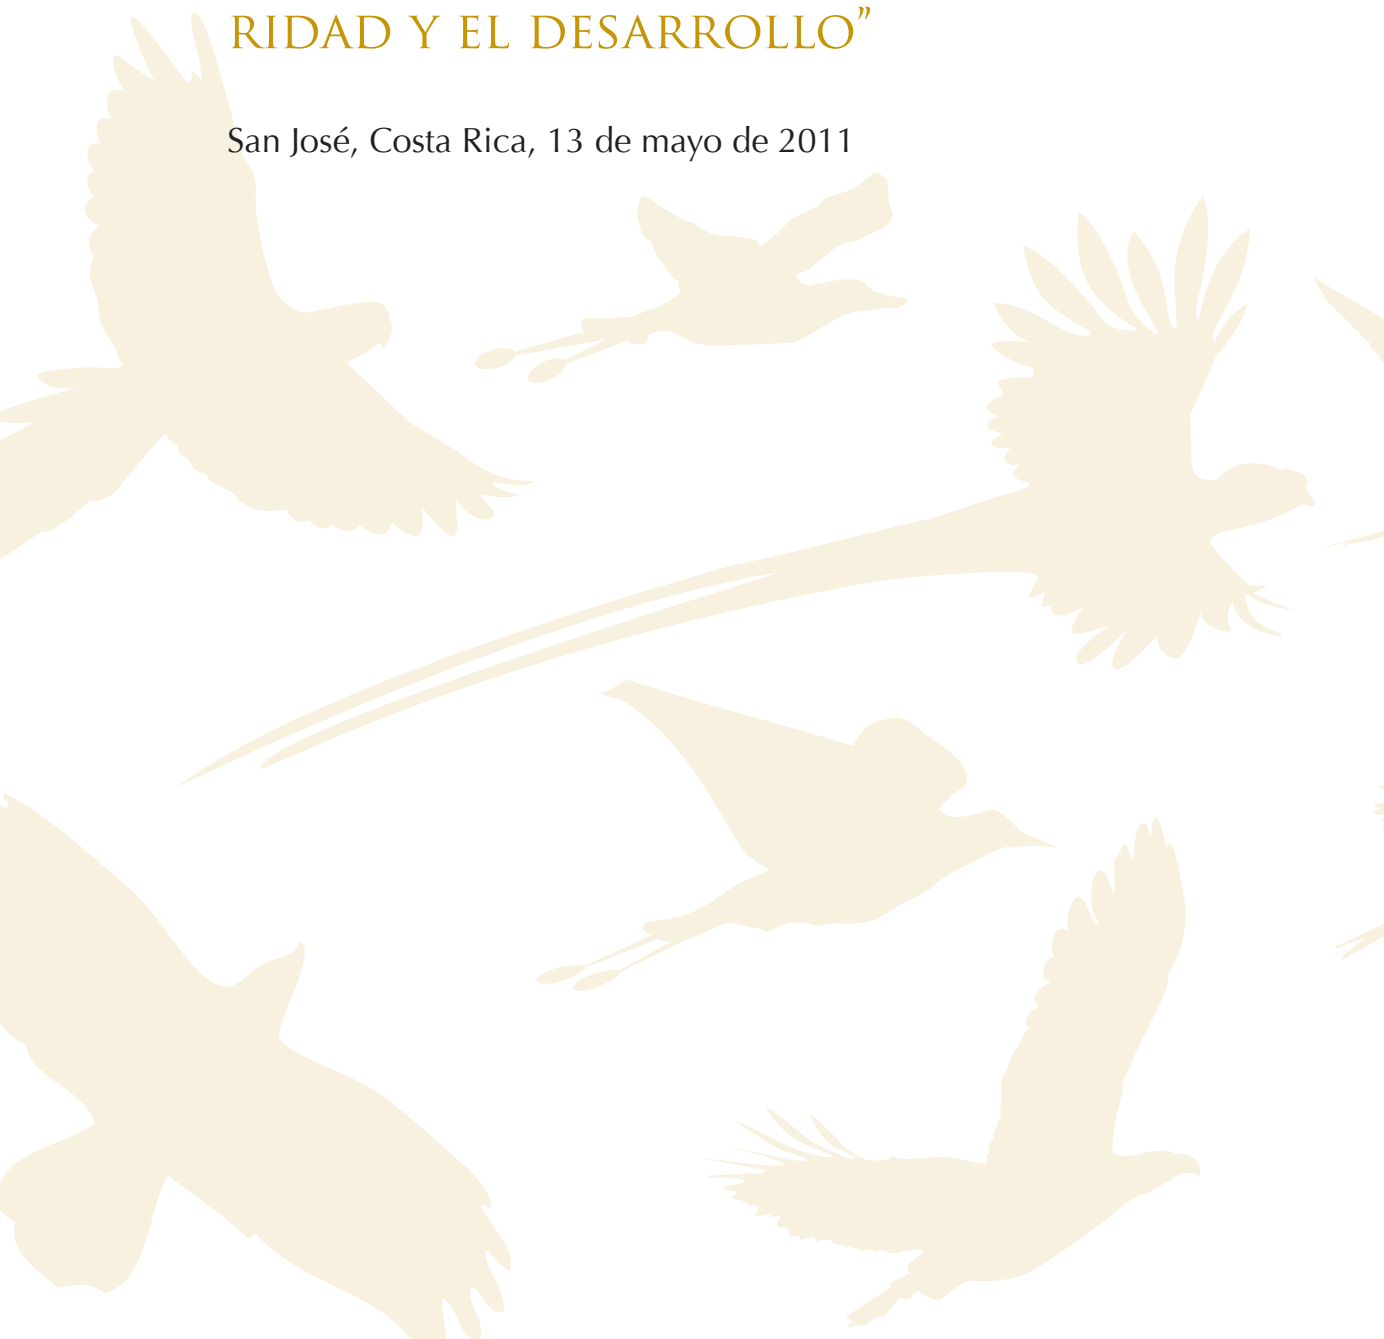 RIDAD Y EL DESARROLLO”
San José, Costa Rica, 13 de mayo de 2011